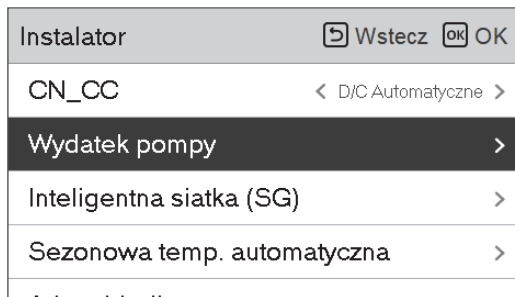 Instalator Wstecz OK OK
CN_CC < D/C Automatyczne >
Wydatek pompy >
Inteligentna siatka (SG) >
Sezonowa temp. automatyczna >